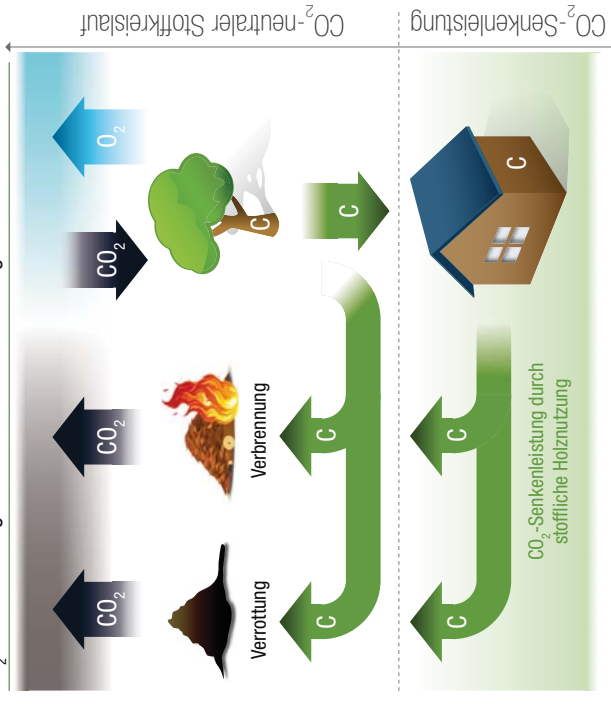 CO₂-neutraler Stoffkreislauf
CO₂-Senkenleistung
CO₂
CO₂
CO₂
O₂
Verrottung
Verbrennung
C
C
C
C
C
C
C
C
CO₂-Senkenleistung durch
stoffliche Holznutzung